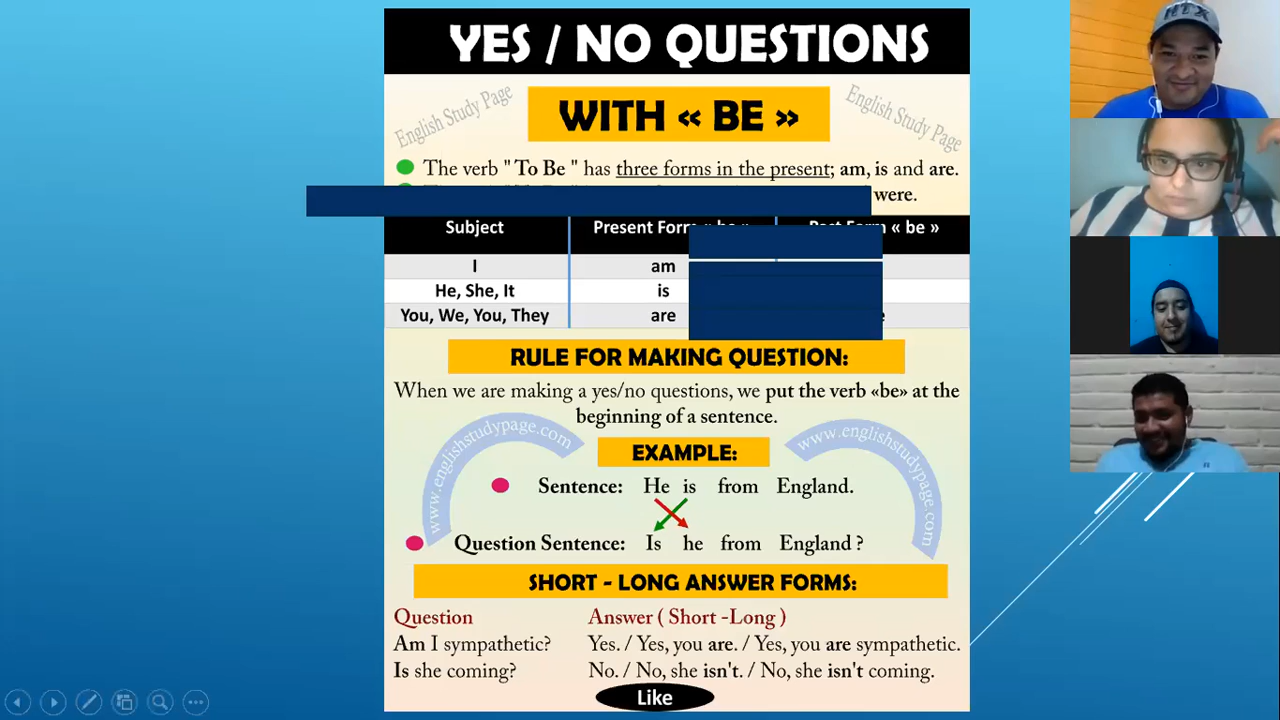 YES / NO QUESTIONS
WITH « BE »
English Study Page
English Study Page
The verb " To Be " has three forms in the present; am, is and are.
were.
Subject Present Form « be » Past Form « be »
I am
He, She, It is
You, We, You, They are
RULE FOR MAKING QUESTION:
When we are making a yes/no questions, we put the verb «be» at the
beginning of a sentence.
www.englishstudypage.com
www.englishstudypage.com
EXAMPLE:
Sentence: He is from England.
Question Sentence: Is he from England ?
SHORT - LONG ANSWER FORMS:
Question Answer ( Short -Long )
Am I sympathetic? Yes. / Yes, you are. / Yes, you are sympathetic.
Is she coming? No. / No, she isn't. / No, she isn't coming.
Like